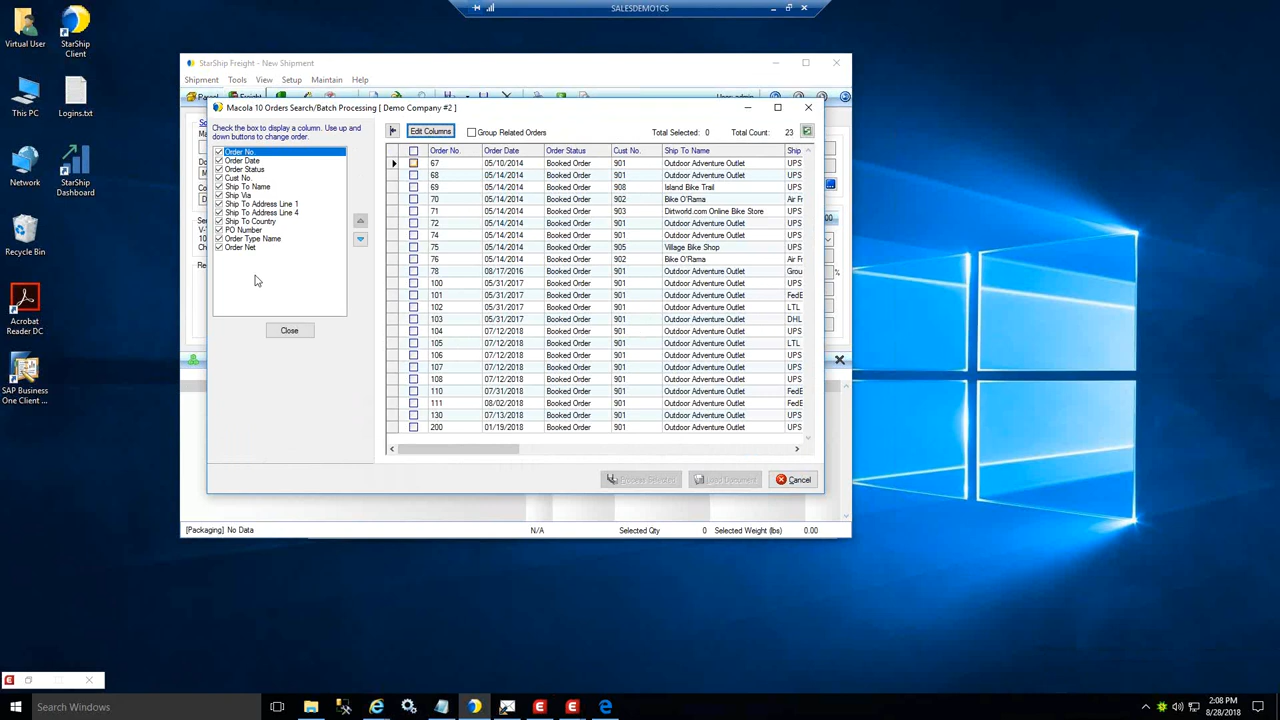 SALESDEMO1CS
Virtual User
StarShip Client
This PC
Logins.txt
Network
StarShip Dashboard
Recycle Bin
Acrobat Reader DC
SAP Business One Client ...
StarShip Freight - New Shipment
Shipment Tools View Setup Maintain Help
Macola 10 Orders Search/Batch Processing [ Demo Company #2 ]
Check the box to display a column. Use up and
down buttons to change order.
Order No.
Order Date
Order Status
Cust No.
Ship To Name
Ship Via
Ship To Address Line 1
Ship To Address Line 4
Ship To Country
PO Number
Order Type Name
Order Net
Close
Edit Columns Group Related Orders Total Selected: 0 Total Count: 23
Order No. Order Date Order Status Cust No. Ship To Name Ship
67 05/10/2014 Booked Order 901 Outdoor Adventure Outlet UPS
68 05/14/2014 Booked Order 901 Outdoor Adventure Outlet UPS
69 05/14/2014 Booked Order 908 Island Bike Trail UPS
70 05/14/2014 Booked Order 902 Bike O'Rama Air Fr
71 05/14/2014 Booked Order 903 Dirtworld.com Online Bike Store UPS
72 05/14/2014 Booked Order 901 Outdoor Adventure Outlet UPS
74 05/14/2014 Booked Order 901 Outdoor Adventure Outlet UPS
75 05/14/2014 Booked Order 905 Village Bike Shop UPS
76 05/14/2014 Booked Order 902 Bike O'Rama Air Fr
78 08/17/2016 Booked Order 901 Outdoor Adventure Outlet Grou
100 05/31/2017 Booked Order 901 Outdoor Adventure Outlet UPS
101 05/31/2017 Booked Order 901 Outdoor Adventure Outlet FedE
102 05/31/2017 Booked Order 901 Outdoor Adventure Outlet LTL
103 05/31/2017 Booked Order 901 Outdoor Adventure Outlet DHL
104 07/12/2018 Booked Order 901 Outdoor Adventure Outlet UPS
105 07/12/2018 Booked Order 901 Outdoor Adventure Outlet LTL
106 07/12/2018 Booked Order 901 Outdoor Adventure Outlet UPS
107 07/12/2018 Booked Order 901 Outdoor Adventure Outlet UPS
108 07/12/2018 Booked Order 901 Outdoor Adventure Outlet UPS
110 07/31/2018 Booked Order 901 Outdoor Adventure Outlet FedE
111 08/02/2018 Booked Order 901 Outdoor Adventure Outlet FedE
130 07/13/2018 Booked Order 901 Outdoor Adventure Outlet UPS
200 01/19/2018 Booked Order 901 Outdoor Adventure Outlet UPS
Process Selected Load Document Cancel
[Packaging] No Data N/A Selected Qty 0 Selected Weight (lbs) 0.00
Search Windows
2:08 PM
8/28/2018